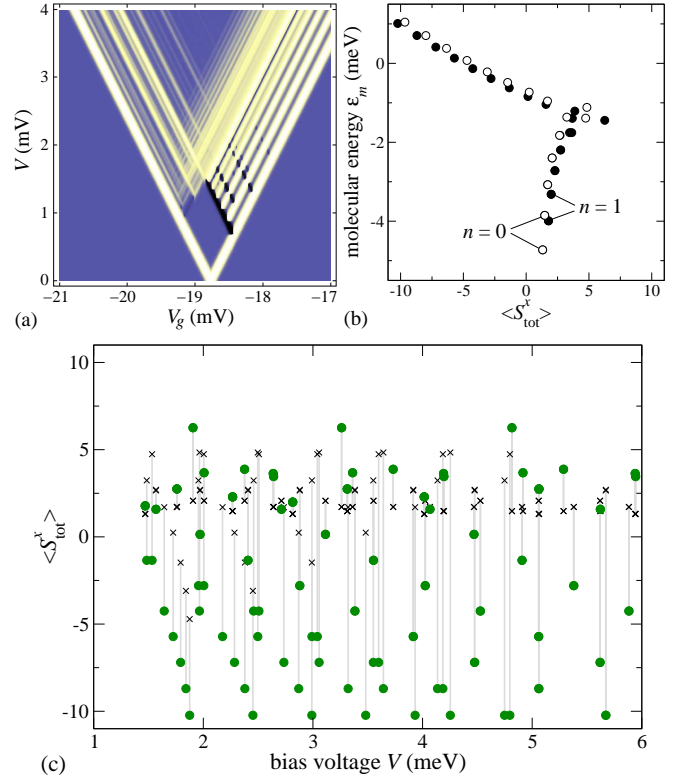 4
3
2
1
0
V (mV)
−21 −20 −19 −18 −17
V_g (mV)
(a)
molecular energy ε_m (meV)
0
-2
-4
n = 1
n = 0
-10 -5 0 5 10
<S^x_tot>
(b)
10
5
0
-5
-10
<S^x_tot>
1 2 3 4 5 6
bias voltage V (meV)
(c)